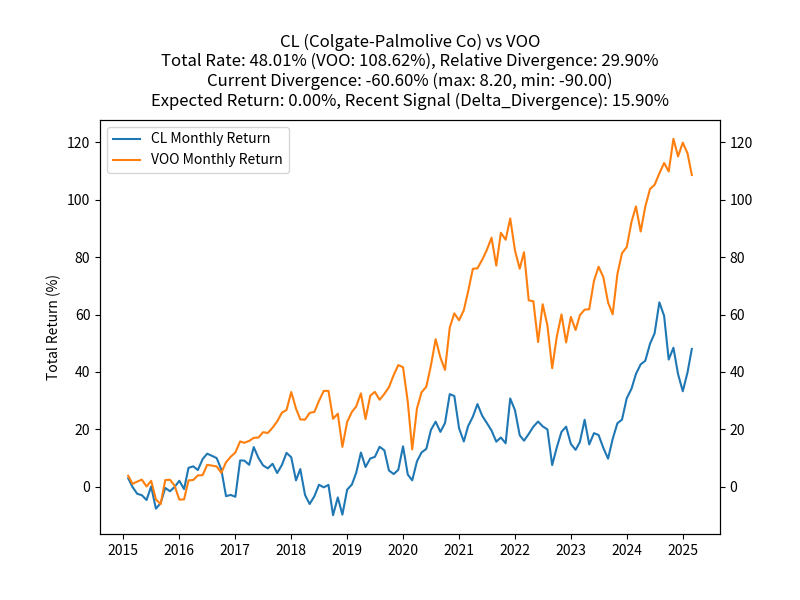 CL (Colgate-Palmolive Co) vs VOO
Total Rate: 48.01% (VOO: 108.62%), Relative Divergence: 29.90%
Current Divergence: -60.60% (max: 8.20, min: -90.00)
Expected Return: 0.00%, Recent Signal (Delta_Divergence): 15.90%
CL Monthly Return
VOO Monthly Return
Total Return (%)
120 120
100 100
80 80
60 60
40 40
20 20
0 0
2015 2016 2017 2018 2019 2020 2021 2022 2023 2024 2025